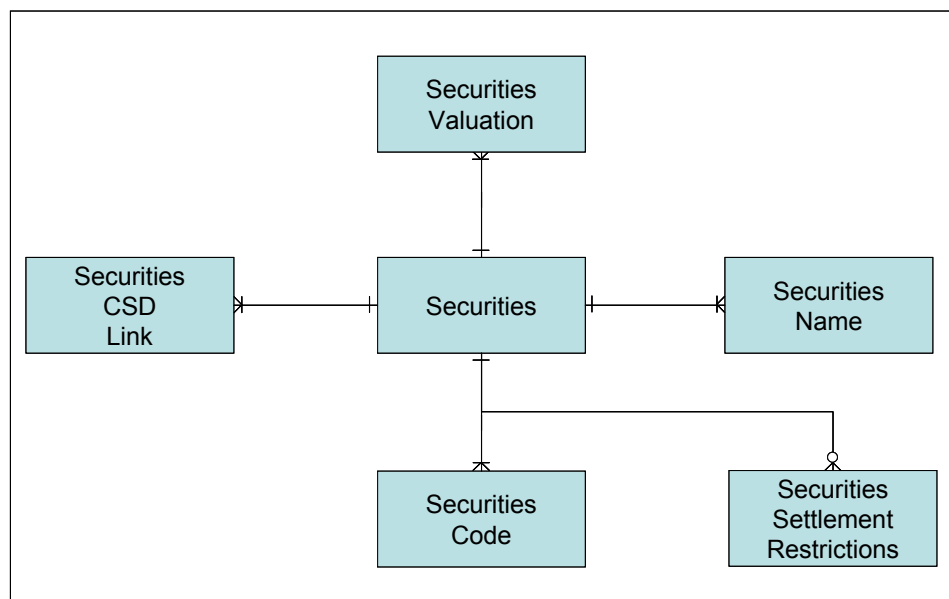 Securities
Valuation
Securities
CSD
Link
Securities
Securities
Name
Securities
Code
Securities
Settlement
Restrictions